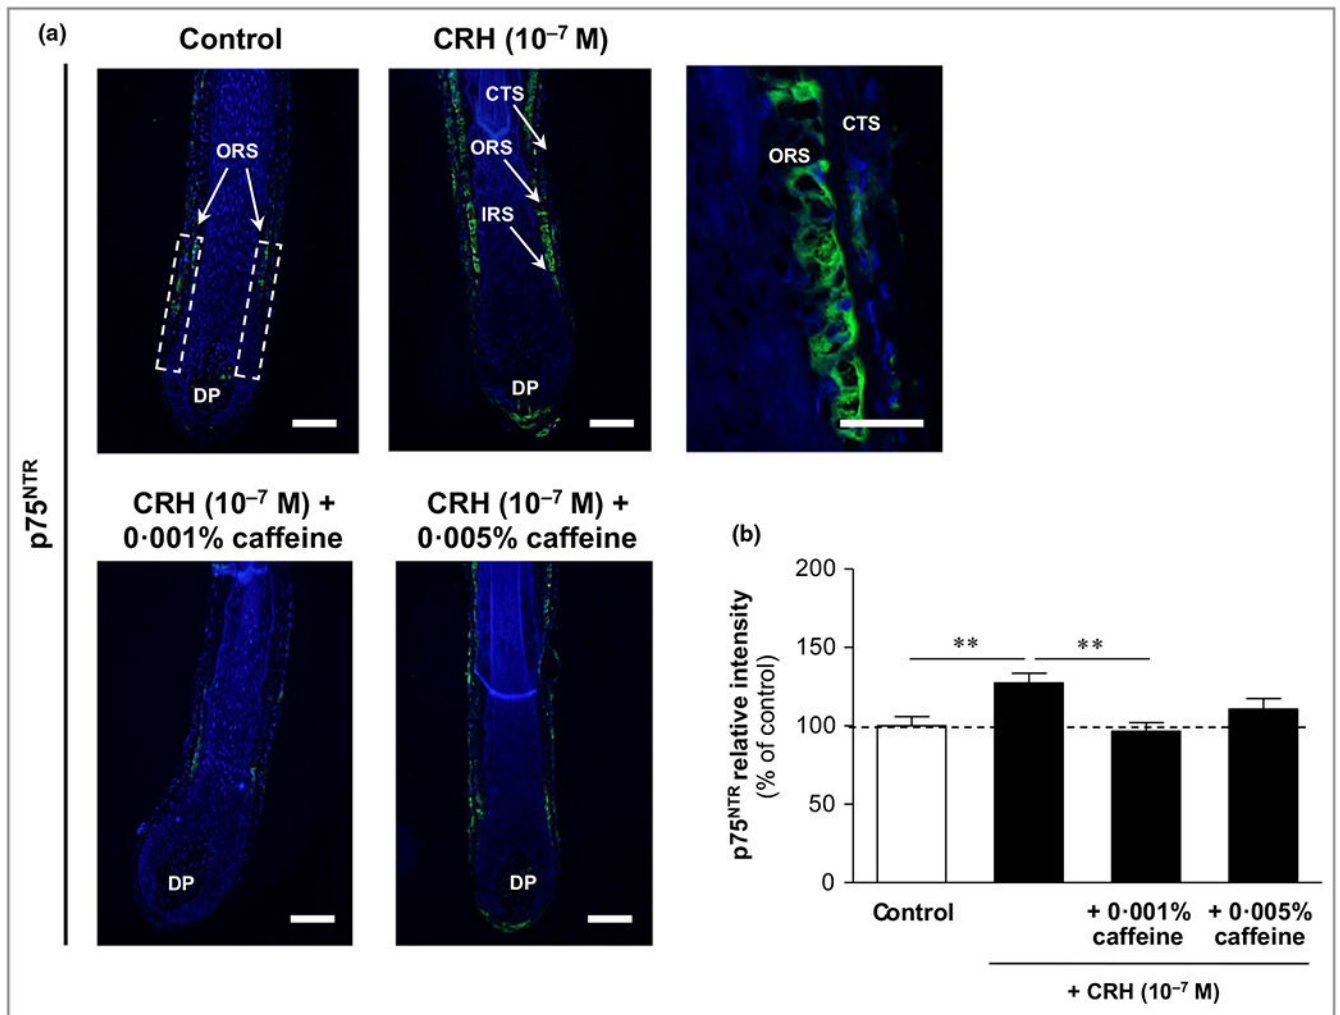 (a)
Control
CRH (10⁻⁷ M)
ORS
DP
CTS
ORS
IRS
DP
CTS
ORS
p75ᴺᵀᴿ
CRH (10⁻⁷ M) +
0·001% caffeine
CRH (10⁻⁷ M) +
0·005% caffeine
DP
DP
(b)
p75ᴺᵀᴿ relative intensity
(% of control)
200
150
100
50
0
**
**
Control
+ 0·001%
caffeine
+ 0·005%
caffeine
+ CRH (10⁻⁷ M)